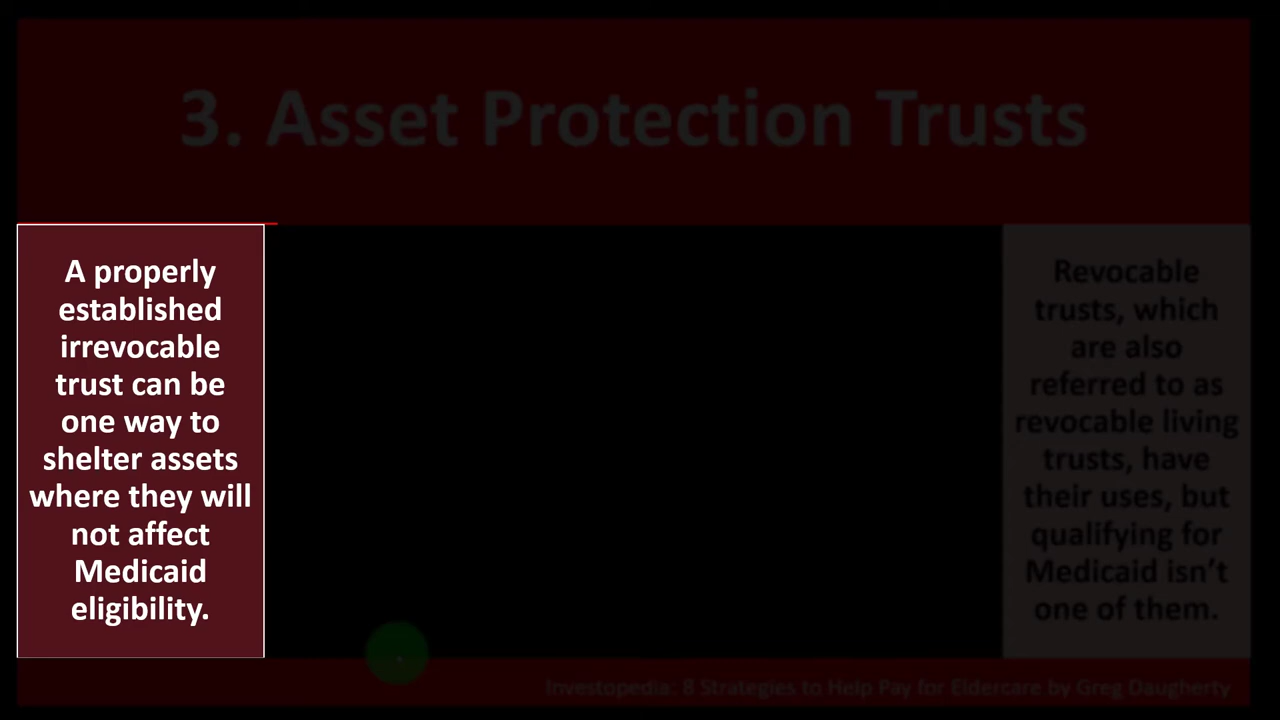 3. Asset Protection Trusts
A properly
established
irrevocable
trust can be
one way to
shelter assets
where they will
not affect
Medicaid
eligibility.
Revocable
trusts, which
are also
referred to as
revocable living
trusts, have
their uses, but
qualifying for
Medicaid isn’t
one of them.
Investopedia: 8 Strategies to Help Pay for Eldercare.by Greg Daugherty